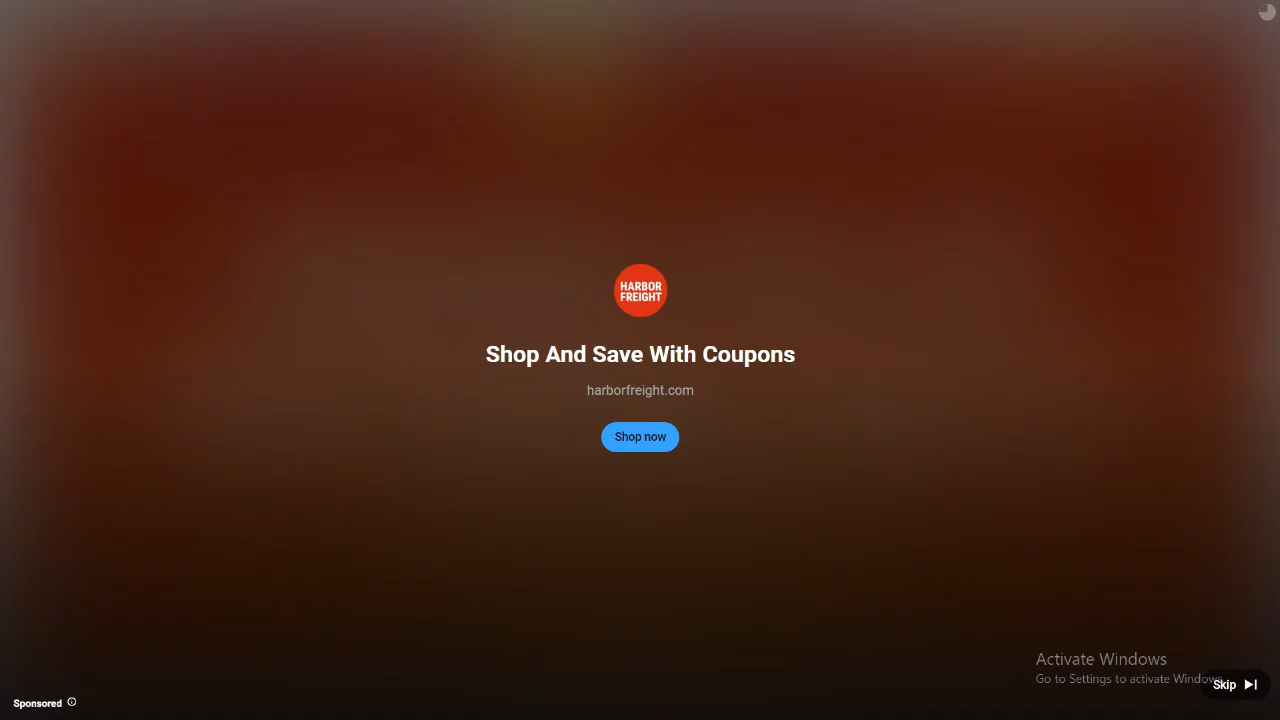 HARBOR
FREIGHT
Shop And Save With Coupons
harborfreight.com
Shop now
Activate Windows
Go to Settings to activate Windows
Skip
Sponsored